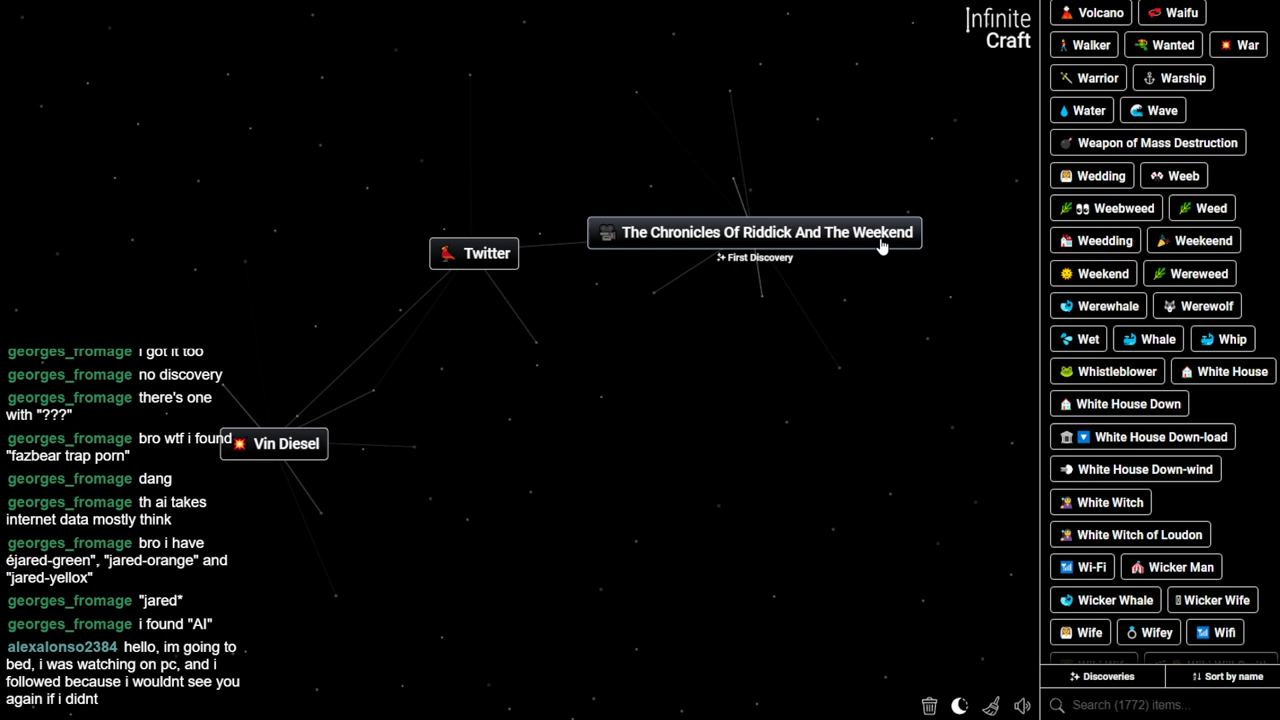 Infinite
Craft
Twitter
The Chronicles Of Riddick And The Weekend
First Discovery
Vin Diesel
georges_fromage i got it too
georges_fromage no discovery
georges_fromage there's one
with "???"
georges_fromage bro wtf i found
"fazbear trap porn"
georges_fromage dang
georges_fromage th ai takes
internet data mostly think
georges_fromage bro i have
éjared-green", "jared-orange" and
"jared-yellox"
georges_fromage "jared*
georges_fromage i found "AI"
alexalonso2384 hello, im going to
bed, i was watching on pc, and i
followed because i wouldnt see you
again if i didnt
Volcano Waifu
Walker Wanted War
Warrior Warship
Water Wave
Weapon of Mass Destruction
Wedding Weeb
Weebweed Weed
Weedding Weekeend
Weekend Wereweed
Werewhale Werewolf
Wet Whale Whip
Whistleblower White House
White House Down
White House Down-load
White House Down-wind
White Witch
White Witch of Loudon
Wi-Fi Wicker Man
Wicker Whale Wicker Wife
Wife Wifey Wifi
Discoveries Sort by name
Search (1772) items...